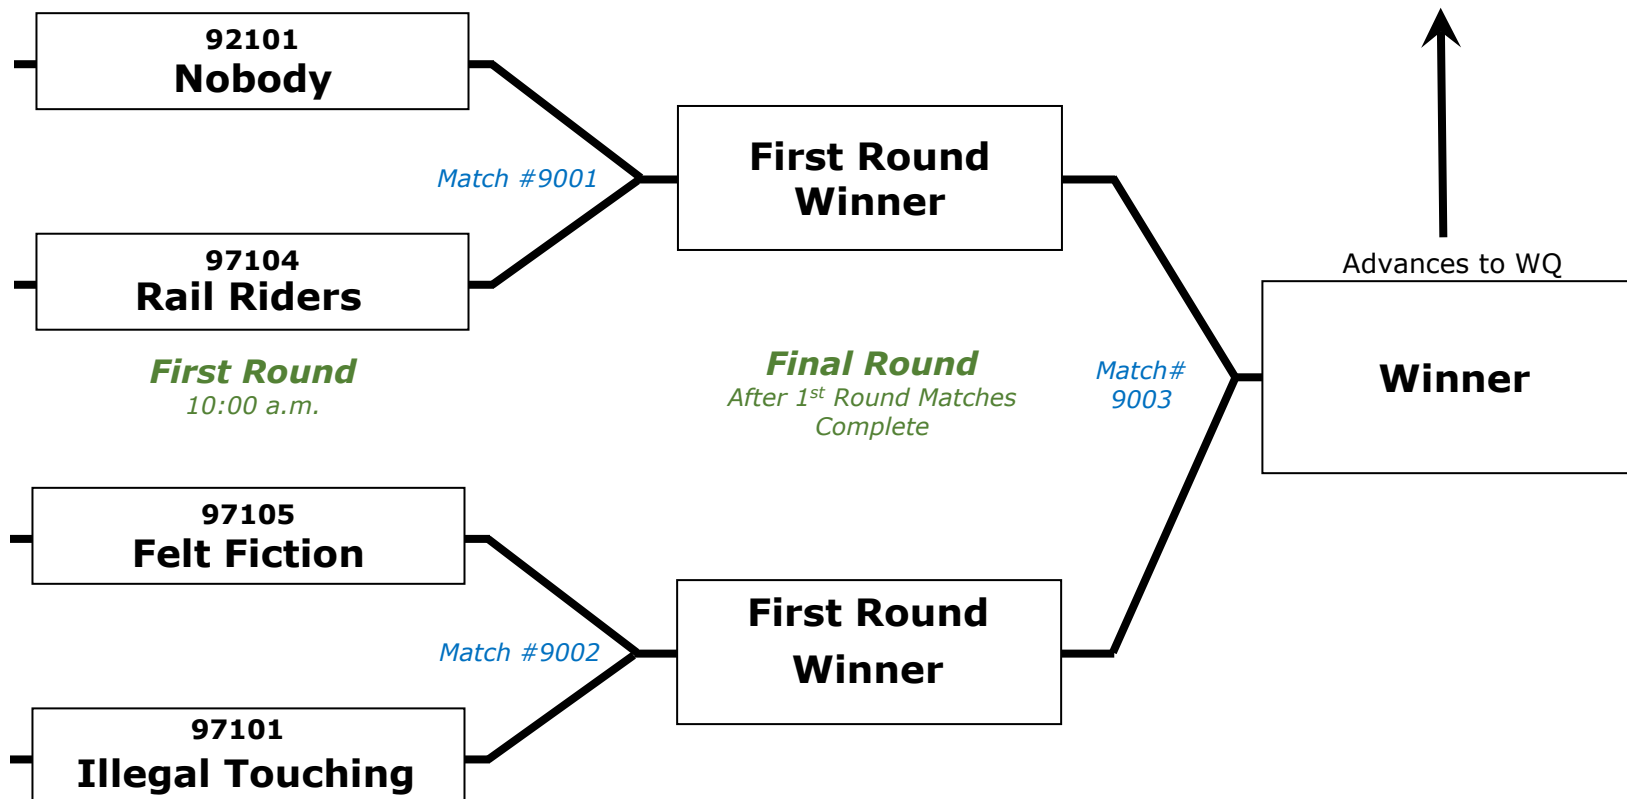 92101
Nobody
Match #9001
97104
Rail Riders
First Round
10:00 a.m.
97105
Felt Fiction
Match #9002
97101
Illegal Touching
First Round
Winner
Final Round
After 1st Round Matches
Complete
First Round
Winner
Match#
9003
Advances to WQ
Winner